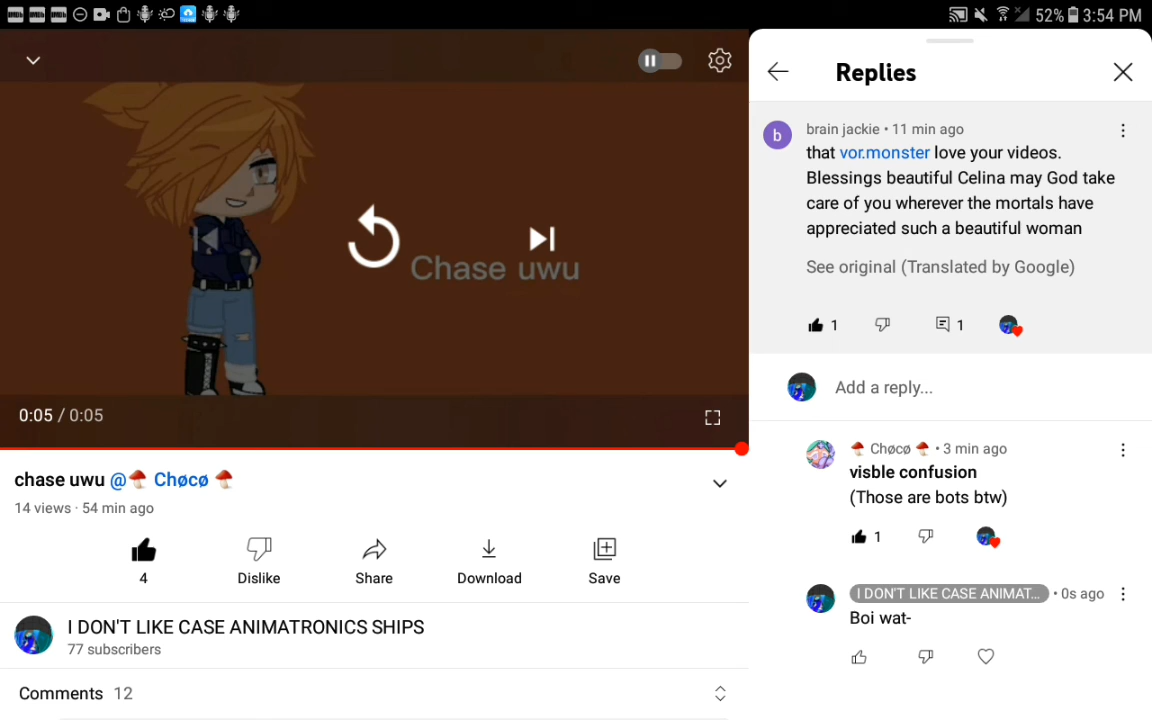 52% 3:54 PM
Chase uwu
0:05 / 0:05
chase uwu @🍄 Chøcø 🍄
14 views · 54 min ago
4
Dislike
Share
Download
Save
I DON'T LIKE CASE ANIMATRONICS SHIPS
77 subscribers
Comments 12
Replies
b
brain jackie • 11 min ago
that vor.monster love your videos.
Blessings beautiful Celina may God take
care of you wherever the mortals have
appreciated such a beautiful woman
See original (Translated by Google)
1
1
Add a reply...
🍄 Chøcø 🍄 • 3 min ago
visble confusion
(Those are bots btw)
1
I DON'T LIKE CASE ANIMAT... • 0s ago
Boi wat-